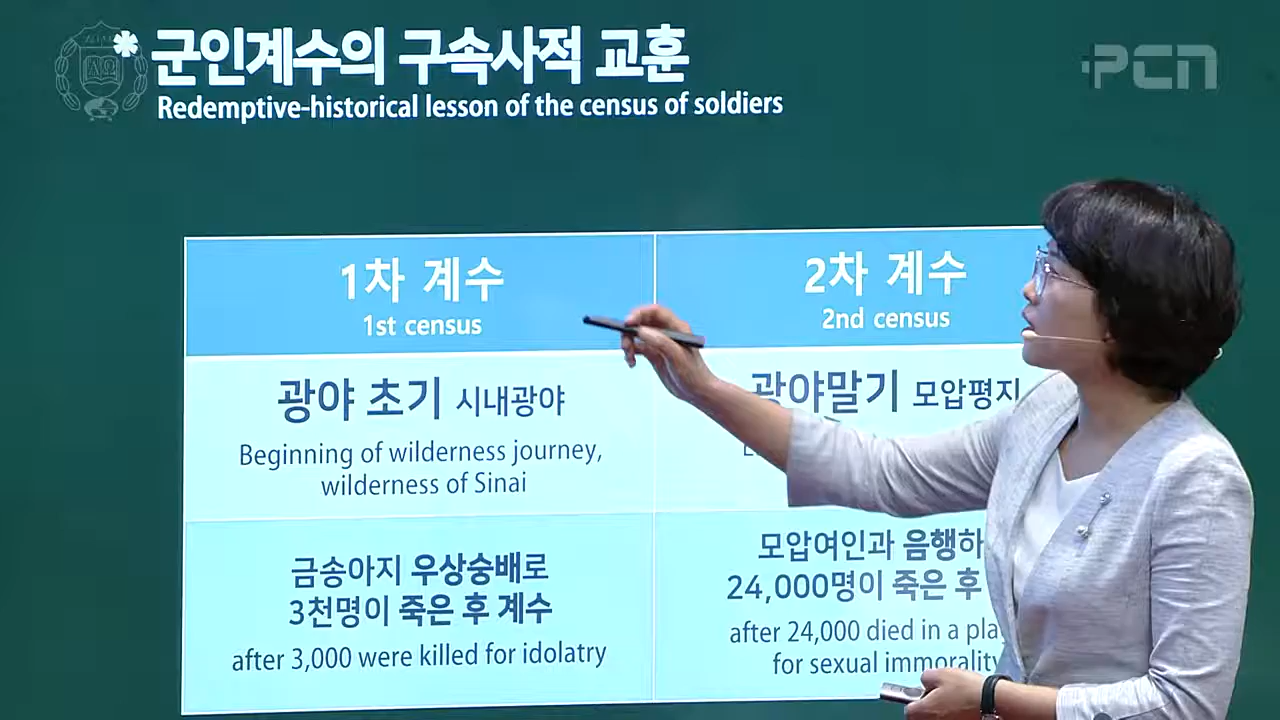 * 군인계수의 구속사적 교훈
Redemptive-historical lesson of the census of soldiers
PCN
1차 계수
1st census
2차 계수
2nd census
광야 초기 시내광야
Beginning of wilderness journey,
wilderness of Sinai
광야말기 모압평지
금송아지 우상숭배로
3천명이 죽은 후 계수
after 3,000 were killed for idolatry
모압여인과 음행하
24,000명이 죽은 후
after 24,000 died in a pla
for sexual immorality